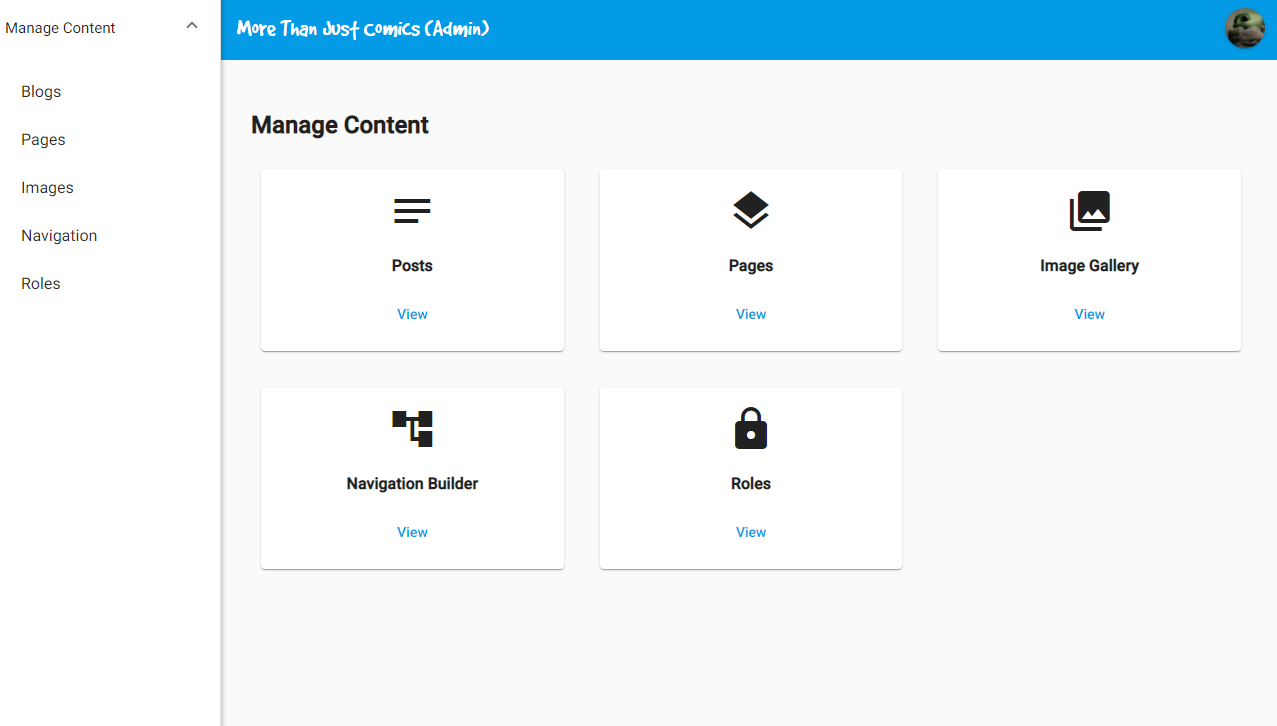 Manage Content
Blogs
Pages
Images
Navigation
Roles
More Than Just Comics (Admin)
Manage Content
Posts
View
Pages
View
Image Gallery
View
Navigation Builder
View
Roles
View